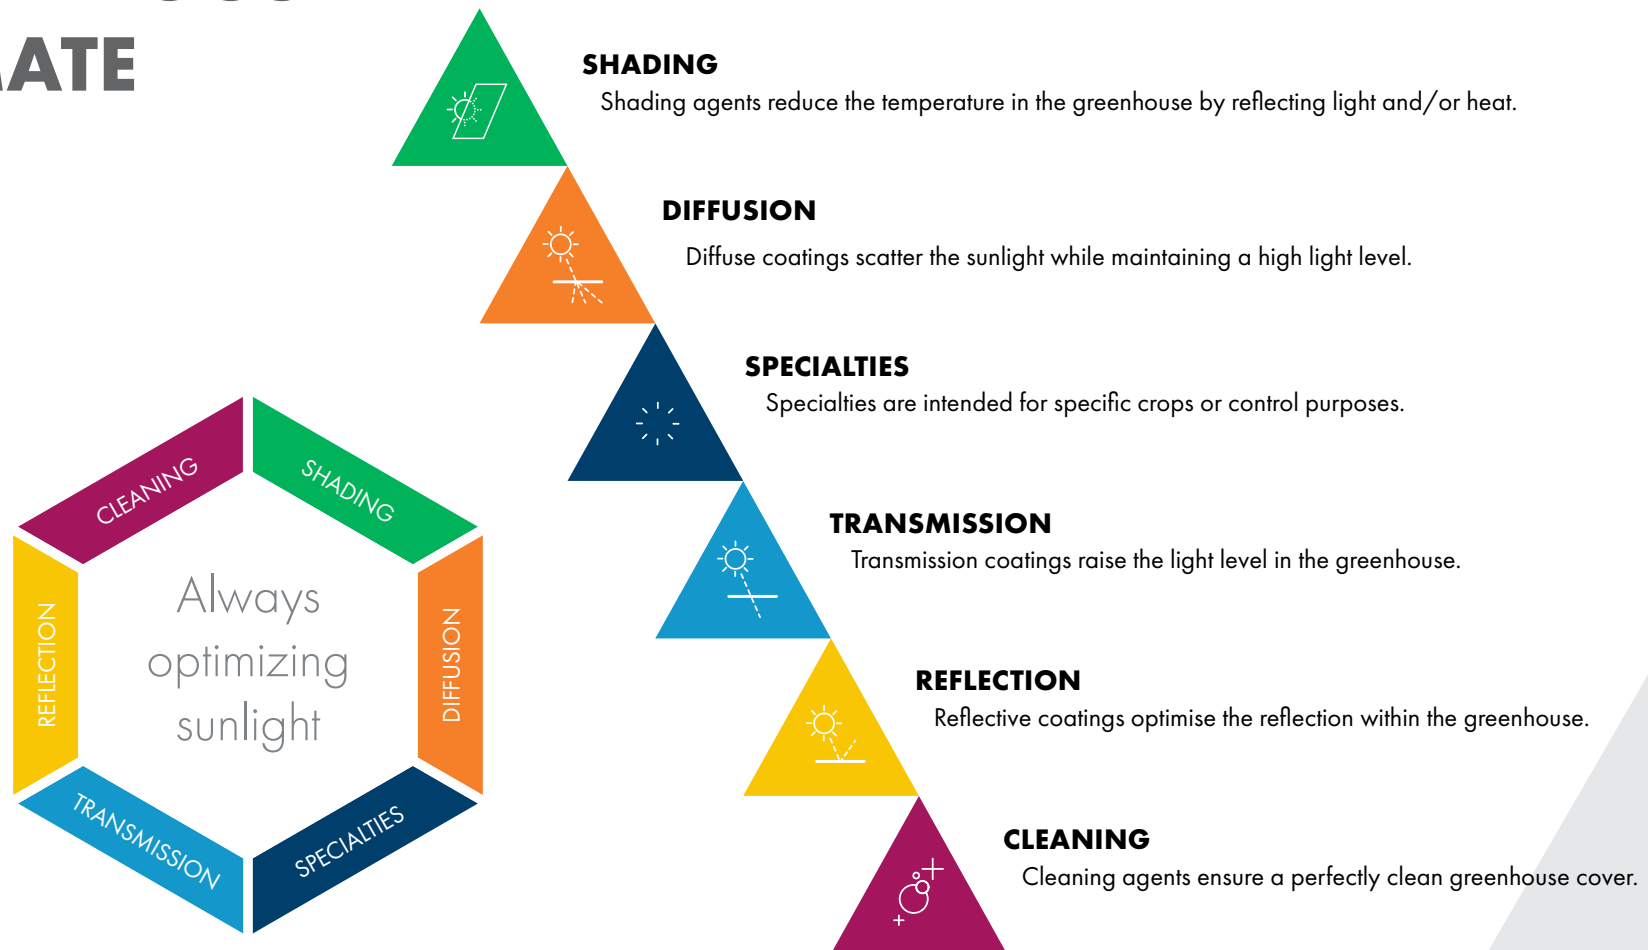 SHADING
Shading agents reduce the temperature in the greenhouse by reflecting light and/or heat.
DIFFUSION
Diffuse coatings scatter the sunlight while maintaining a high light level.
SPECIALTIES
Specialties are intended for specific crops or control purposes.
TRANSMISSION
Transmission coatings raise the light level in the greenhouse.
REFLECTION
Reflective coatings optimise the reflection within the greenhouse.
CLEANING
Cleaning agents ensure a perfectly clean greenhouse cover.
CLEANING
SHADING
REFLECTION
DIFFUSION
TRANSMISSION
SPECIALTIES
Always
optimizing
sunlight